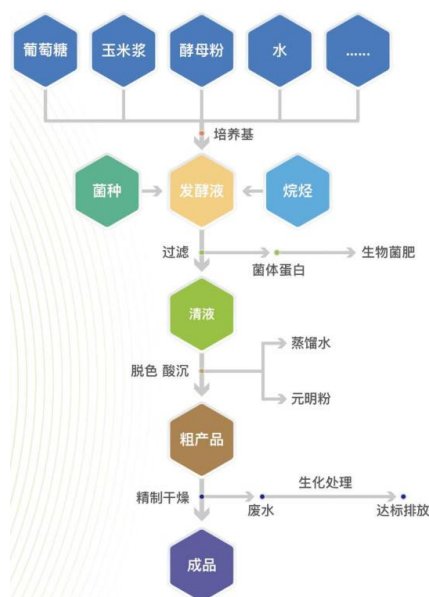 葡萄糖 玉米浆 酵母粉 水 ……
培养基
菌种 发酵液 烷烃
过滤
菌体蛋白
生物菌肥
清液
蒸馏水
脱色 酸沉
元明粉
粗产品
生化处理
精制干燥
废水
达标排放
成品